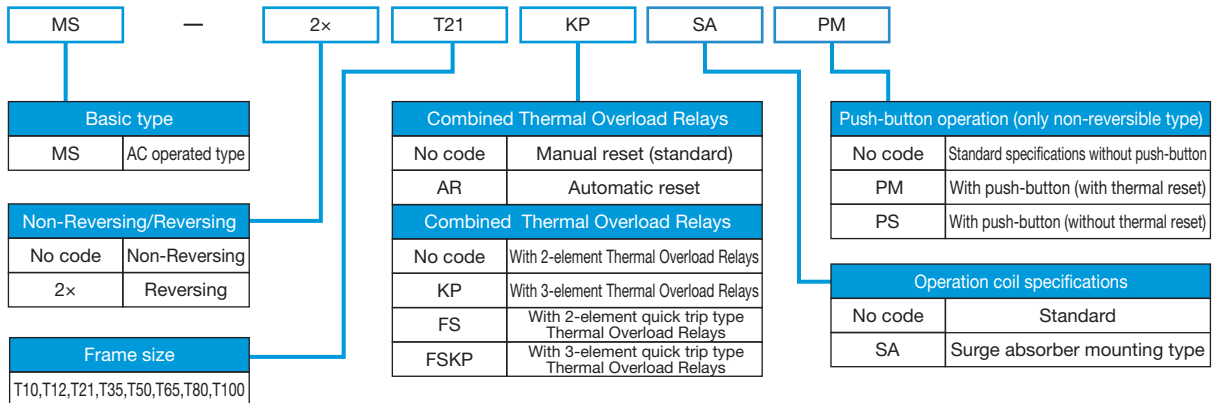 MS — 2× T21 KP SA PM
Basic type
MS AC operated type
Non-Reversing/Reversing
No code Non-Reversing
2× Reversing
Frame size
T10,T12,T21,T35,T50,T65,T80,T100
Combined Thermal Overload Relays
No code Manual reset (standard)
AR Automatic reset
Combined Thermal Overload Relays
No code With 2-element Thermal Overload Relays
KP With 3-element Thermal Overload Relays
FS With 2-element quick trip type
Thermal Overload Relays
FSKP With 3-element quick trip type
Thermal Overload Relays
Push-button operation (only non-reversible type)
No code Standard specifications without push-button
PM With push-button (with thermal reset)
PS With push-button (without thermal reset)
Operation coil specifications
No code Standard
SA Surge absorber mounting type